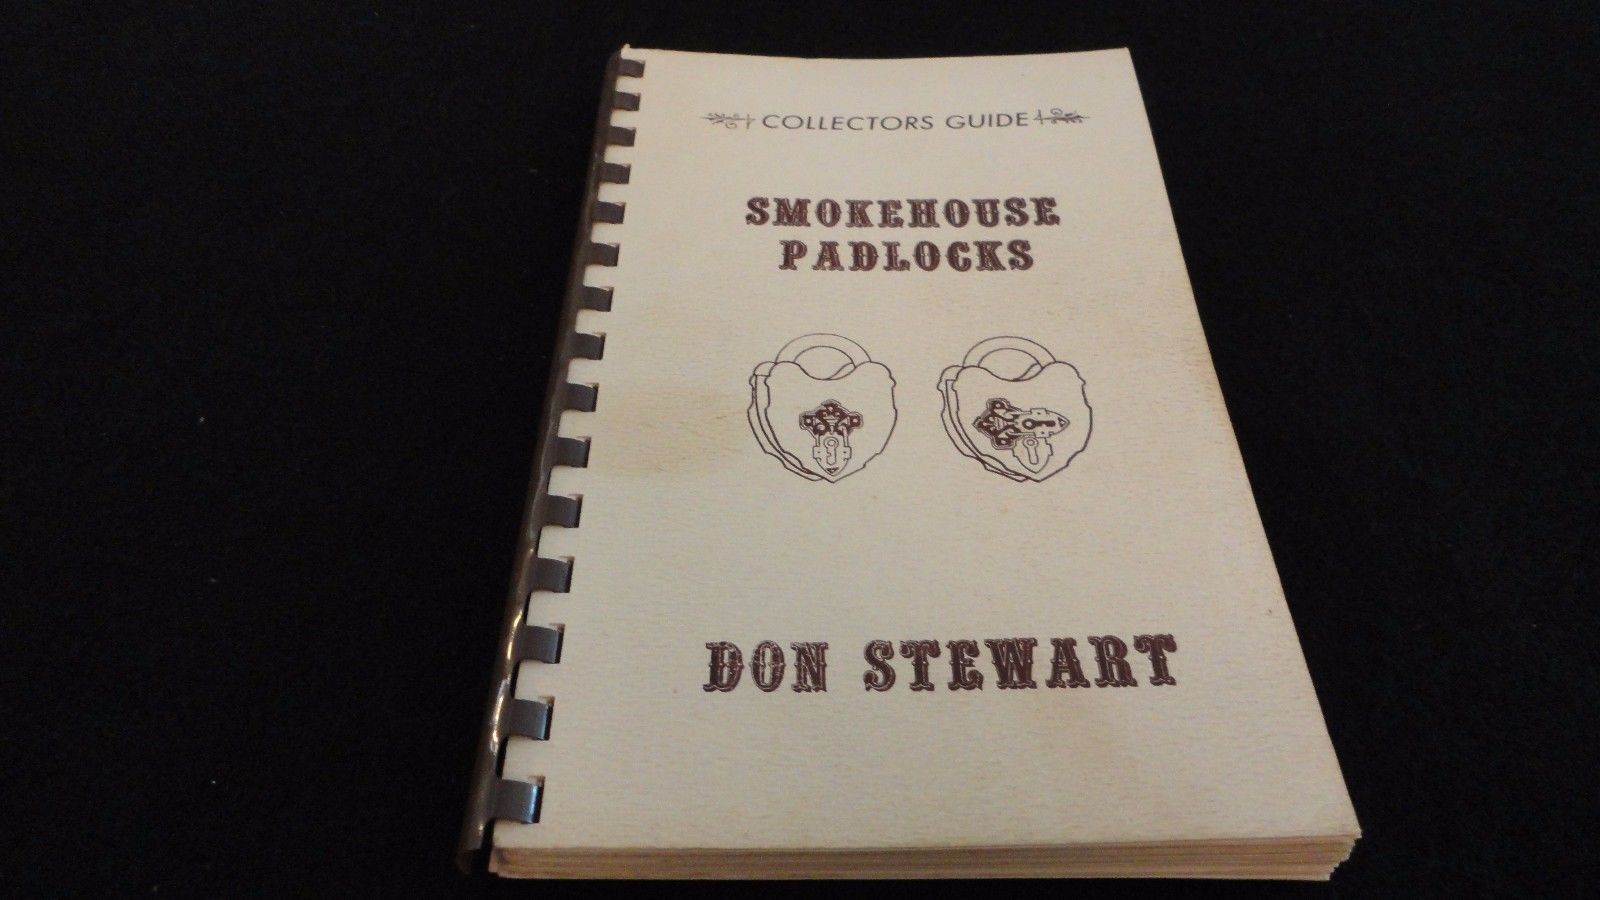 COLLECTORS GUIDE
SMOKEHOUSE
PADLOCKS
DON STEWART